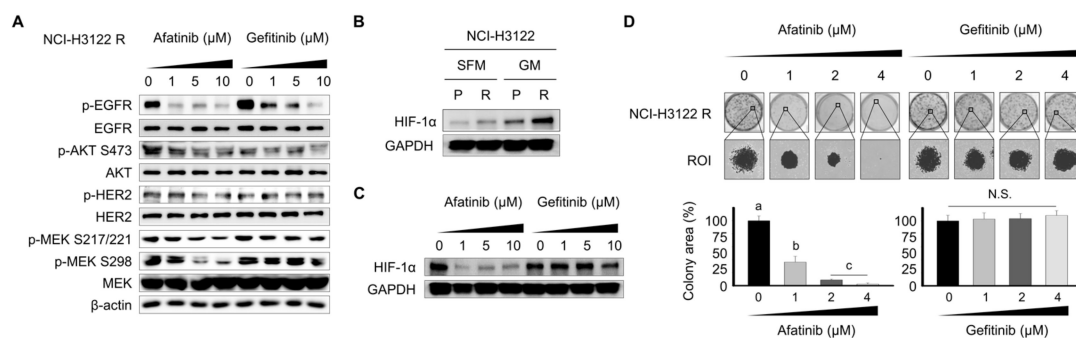 A
NCI-H3122 R
Afatinib (µM)
Gefitinib (µM)
0 1 5 10 0 1 5 10
p-EGFR
EGFR
p-AKT S473
AKT
p-HER2
HER2
p-MEK S217/221
p-MEK S298
MEK
β-actin
B
NCI-H3122
SFM GM
P R P R
HIF-1α
GAPDH
C
Afatinib (µM) Gefitinib (µM)
0 1 5 10 0 1 5 10
HIF-1α
GAPDH
D
Afatinib (µM) Gefitinib (µM)
0 1 2 4 0 1 2 4
NCI-H3122 R
ROI
Colony area (%)
100
75
50
25
0
a
b
c
0 1 2 4
Afatinib (µM)
N.S.
100
75
50
25
0
0 1 2 4
Gefitinib (µM)